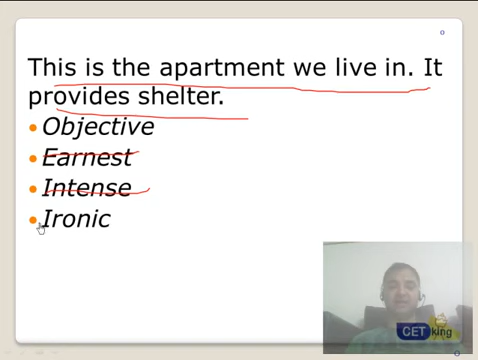 This is the apartment we live in. It
provides shelter.
Objective
Earnest
Intense
Ironic
CET king